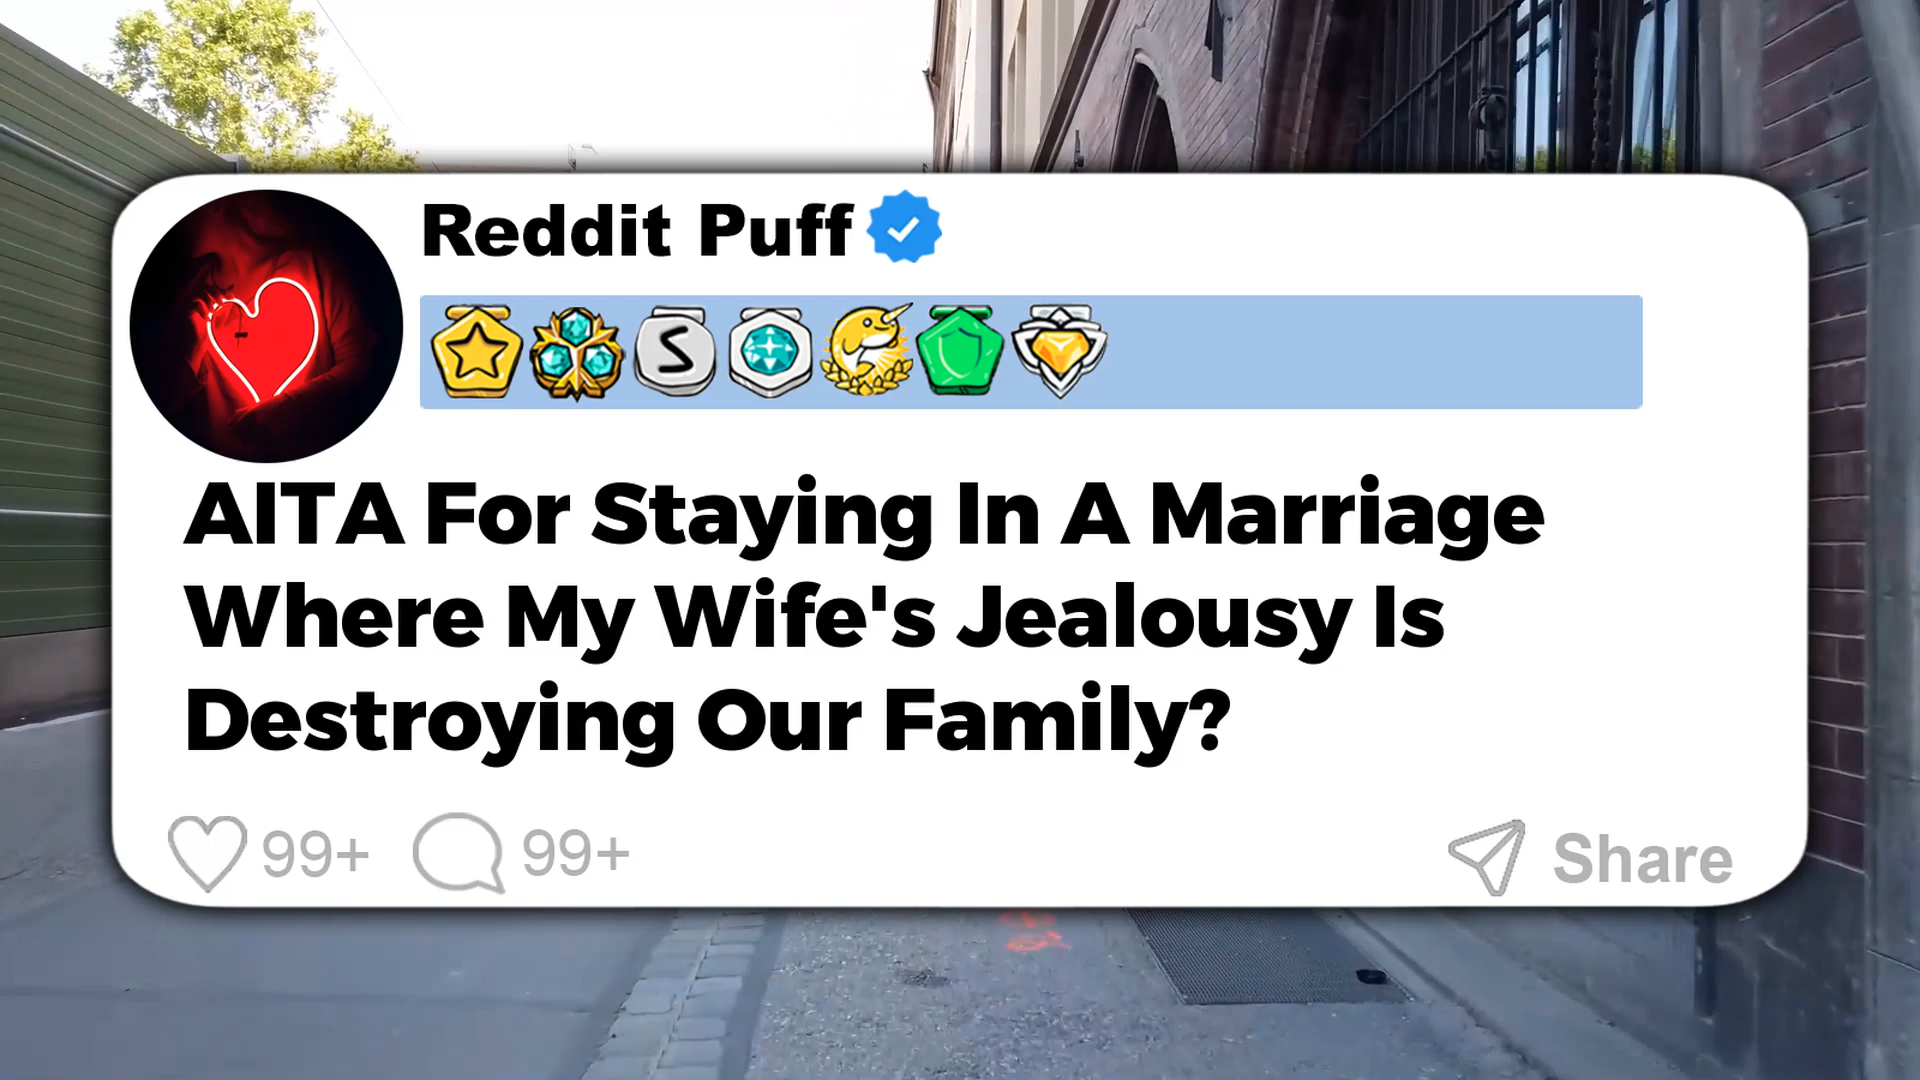 Reddit Puff
S
AITA For Staying In A Marriage
Where My Wife's Jealousy Is
Destroying Our Family?
99+ 99+ Share